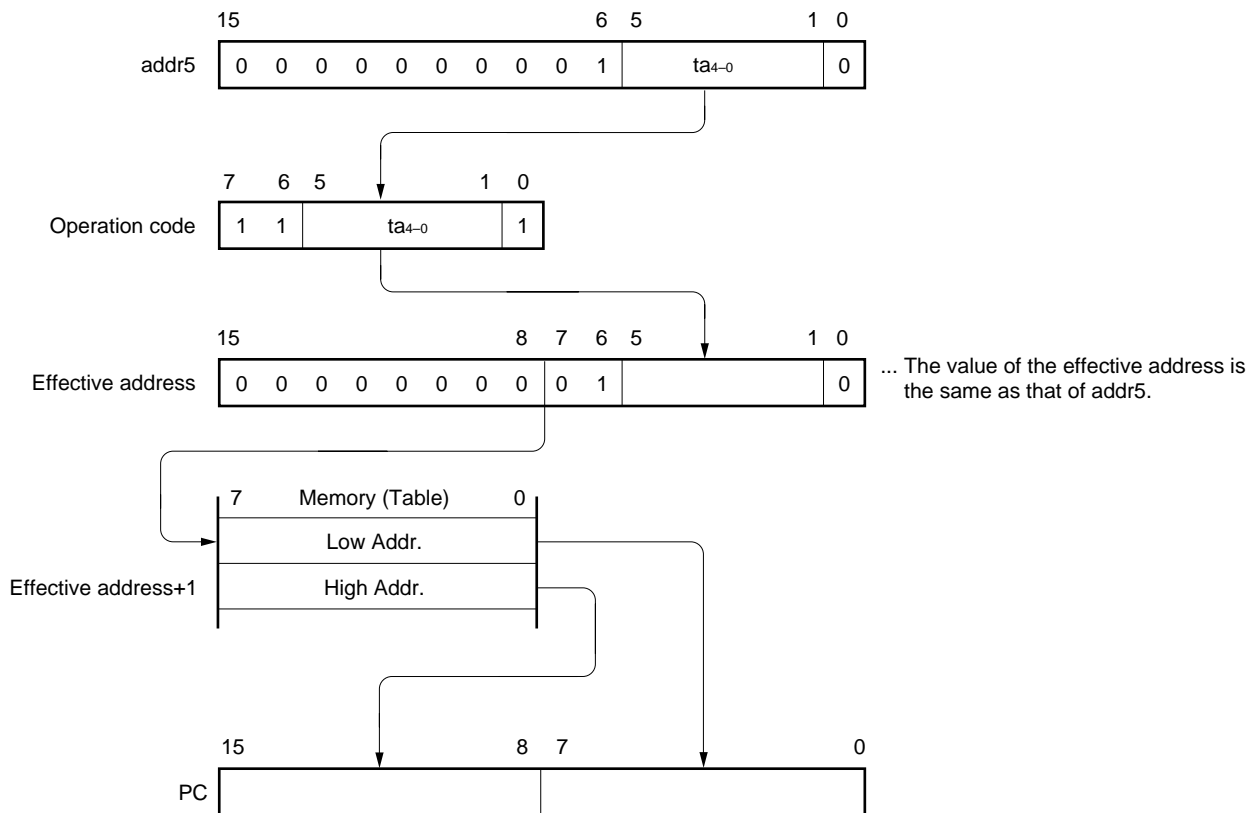 15 6 5 1 0
addr5 0 0 0 0 0 0 0 0 0 1 ta4–0 0
7 6 5 1 0
Operation code 1 1 ta4–0 1
15 8 7 6 5 1 0
Effective address 0 0 0 0 0 0 0 0 0 1 0 ... The value of the effective address is
the same as that of addr5.
7 Memory (Table) 0
Low Addr.
Effective address+1 High Addr.
15 8 7 0
PC